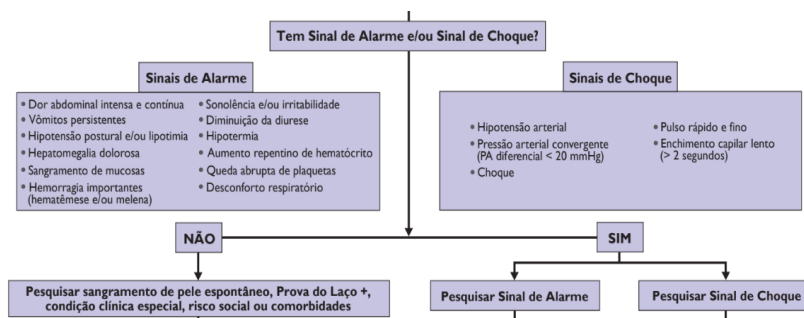 Tem Sinal de Alarme e/ou Sinal de Choque?
Sinais de Alarme
• Dor abdominal intensa e contínua
• Vômitos persistentes
• Hipotensão postural e/ou lipotimia
• Hepatomegalia dolorosa
• Sangramento de mucosas
• Hemorragia importantes
(hematêmese e/ou melena)
• Sonolência e/ou irritabilidade
• Diminuição da diurese
• Hipotermia
• Aumento repentino de hematócrito
• Queda abrupta de plaquetas
• Desconforto respiratório
Sinais de Choque
• Hipotensão arterial
• Pressão arterial convergente
(PA diferencial < 20 mmHg)
• Choque
• Pulso rápido e fino
• Enchimento capilar lento
(> 2 segundos)
NÃO
SIM
Pesquisar sangramento de pele espontâneo, Prova do Laço +,
condição clínica especial, risco social ou comorbidades
Pesquisar Sinal de Alarme
Pesquisar Sinal de Choque